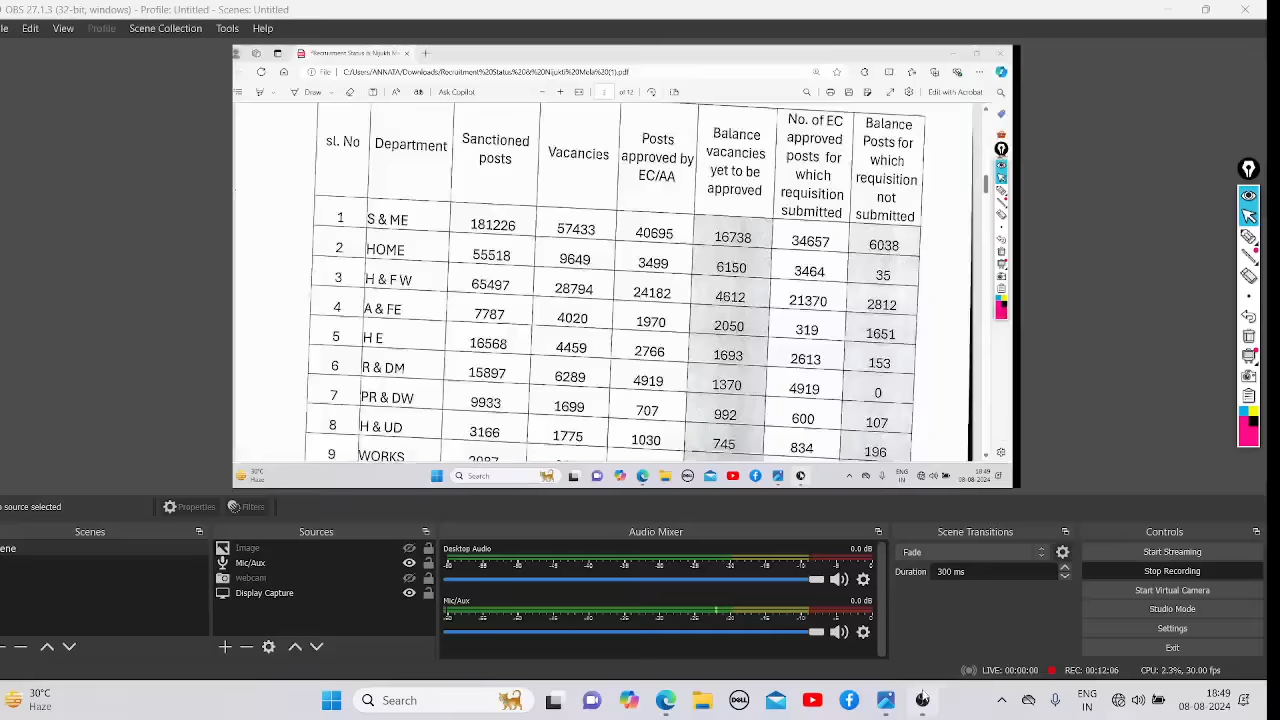 OBS 27.1.3 (32-bit, windows) - Profile: Untitled - Scenes: Untitled
Edit View Profile Scene Collection Tools Help
File C:/Users/ANNATA/Downloads/Recruitment%20Status%20&%20Nijukti%20Mela%20(1).pdf
Draw Ask Copilot of 12 Edit with Acrobat
sl. No Department Sanctioned posts Vacancies Posts approved by EC/AA Balance vacancies yet to be approved No. of EC approved posts for which requisition submitted Balance Posts for which requisition not submitted
1 S & ME 181226 57433 40695 16738 34657 6038
2 HOME 55518 9649 3499 6150 3464 35
3 H & F W 65497 28794 24182 4612 21370 2812
4 A & FE 7787 4020 1970 2050 319 1651
5 H E 16568 4459 2766 1693 2613 153
6 R & DM 15897 6289 4919 1370 4919 0
7 PR & DW 9933 1699 707 992 600 107
8 H & UD 3166 1775 1030 745 834 196
9 WORKS
30°C
Haze
Search
ENG
IN
18:49
08-08-2024
source selected Properties Filters
Scenes Sources Audio Mixer Scene Transitions Controls
Image
Mic/Aux
webcam
Display Capture
Desktop Audio 0.0 dB
Mic/Aux 0.0 dB
Fade
Duration 300 ms
Start Streaming
Stop Recording
Start Virtual Camera
Studio Mode
Settings
Exit
LIVE: 00:00:00 REC: 00:12:06 CPU: 2.3%, 30.00 fps
30°C
Haze
Search
ENG
IN
18:49
08-08-2024